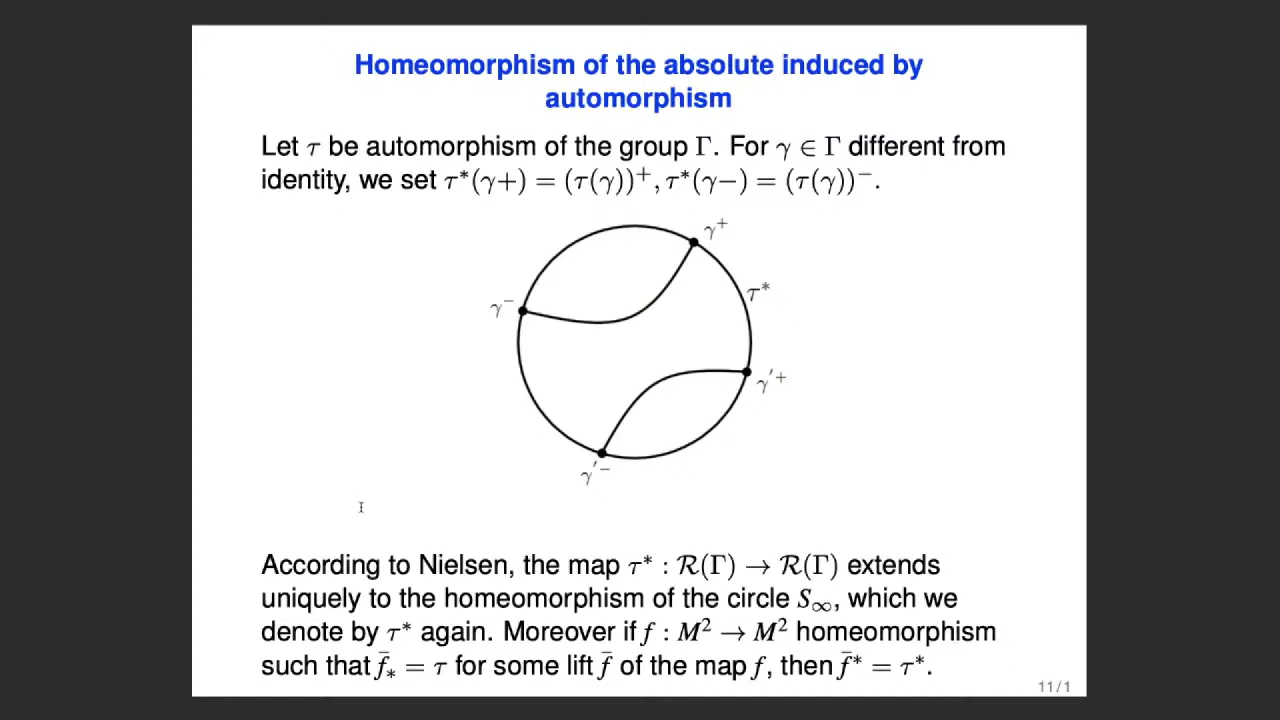 Homeomorphism of the absolute induced by
automorphism
Let τ be automorphism of the group Γ. For γ ∈ Γ different from
identity, we set τ*(γ+) = (τ(γ))⁺, τ*(γ−) = (τ(γ))⁻.
γ⁺
τ*
γ⁻
γ′⁺
γ′⁻
According to Nielsen, the map τ* : ℛ(Γ) → ℛ(Γ) extends
uniquely to the homeomorphism of the circle S∞, which we
denote by τ* again. Moreover if f : M² → M² homeomorphism
such that f̄* = τ for some lift f̄ of the map f, then f̄* = τ*.
11/1